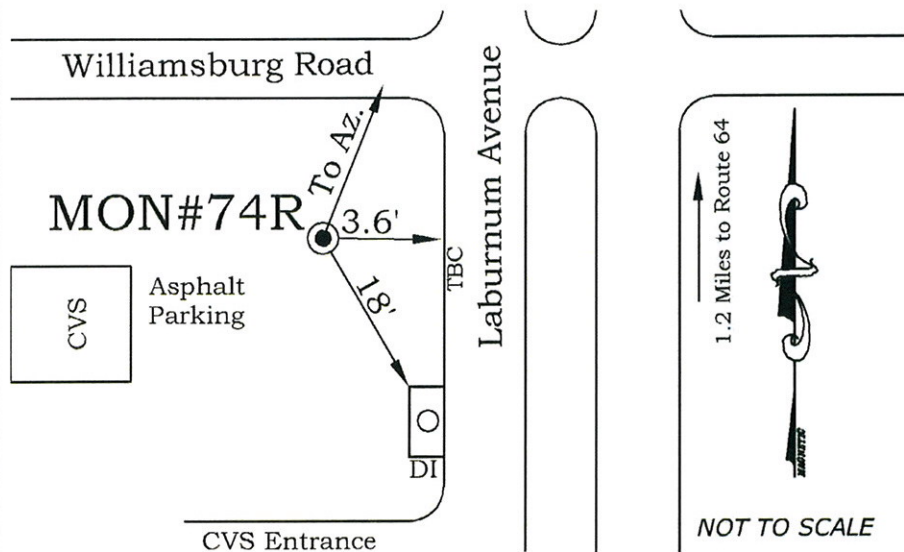 Williamsburg Road
Laburnum Avenue
To Az.
MON#74R
3.6'
TBC
18'
Asphalt
Parking
CVS
DI
CVS Entrance
1.2 Miles to Route 64
MAGNETIC
NOT TO SCALE